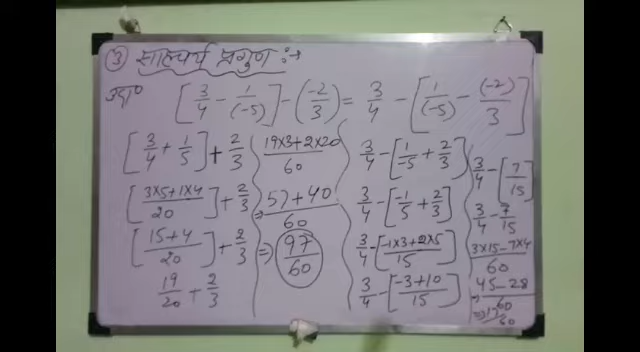 ③ साहचर्य प्रगुण :→
उदा० [3/4 - 1/(-5)] - (-2/3) = 3/4 - [1/(-5) - (-2)/3]
[3/4 + 1/5] + 2/3
[(3×5+1×4)/20] + 2/3
[(15+4)/20] + 2/3
19/20 + 2/3
(19×3+2×20)/60
⇒ (57+40)/60
⇒ 97/60
3/4 - [1/-5 + 2/3]
3/4 - [-1/5 + 2/3]
3/4 - [(-1×3+2×5)/15]
3/4 - [(-3+10)/15]
3/4 - [7/15]
3/4 - 7/15
(3×15-7×4)/60
⇒ (45-28)/60
⇒ 17/60